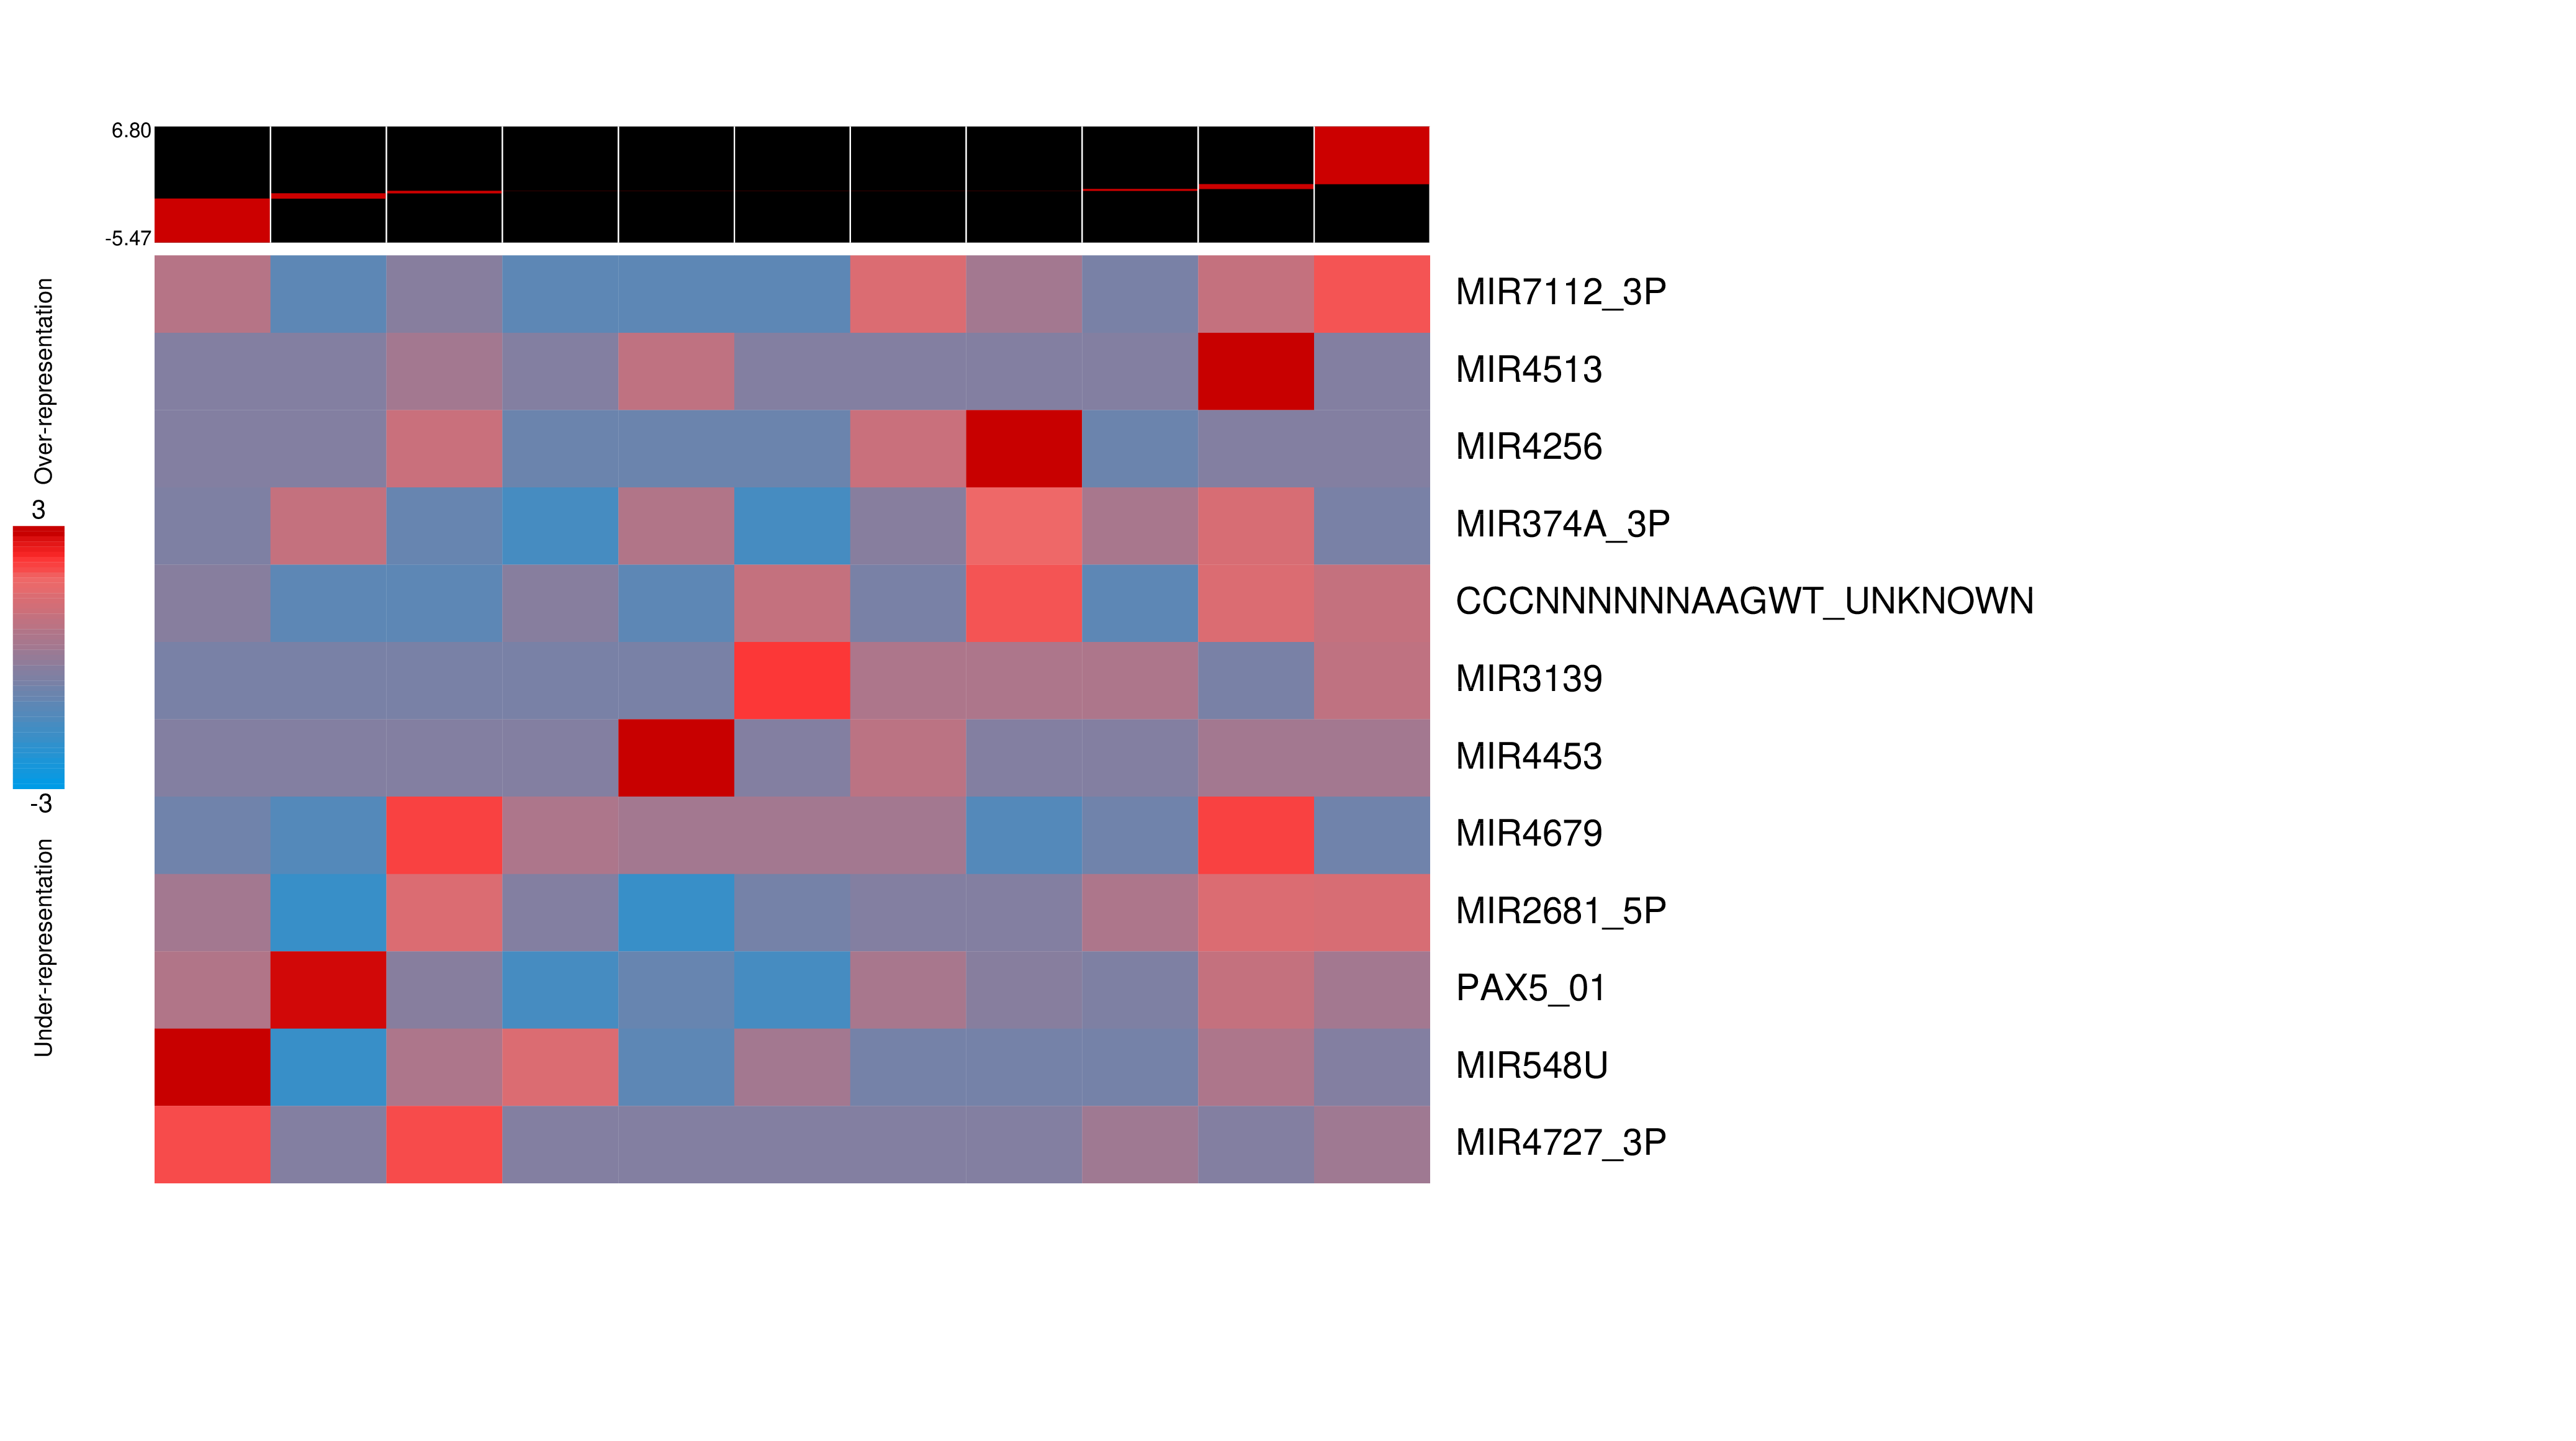 6.80
-5.47
Over-representation
3
-3
Under-representation
MIR7112_3P
MIR4513
MIR4256
MIR374A_3P
CCCNNNNNNAAGWT_UNKNOWN
MIR3139
MIR4453
MIR4679
MIR2681_5P
PAX5_01
MIR548U
MIR4727_3P